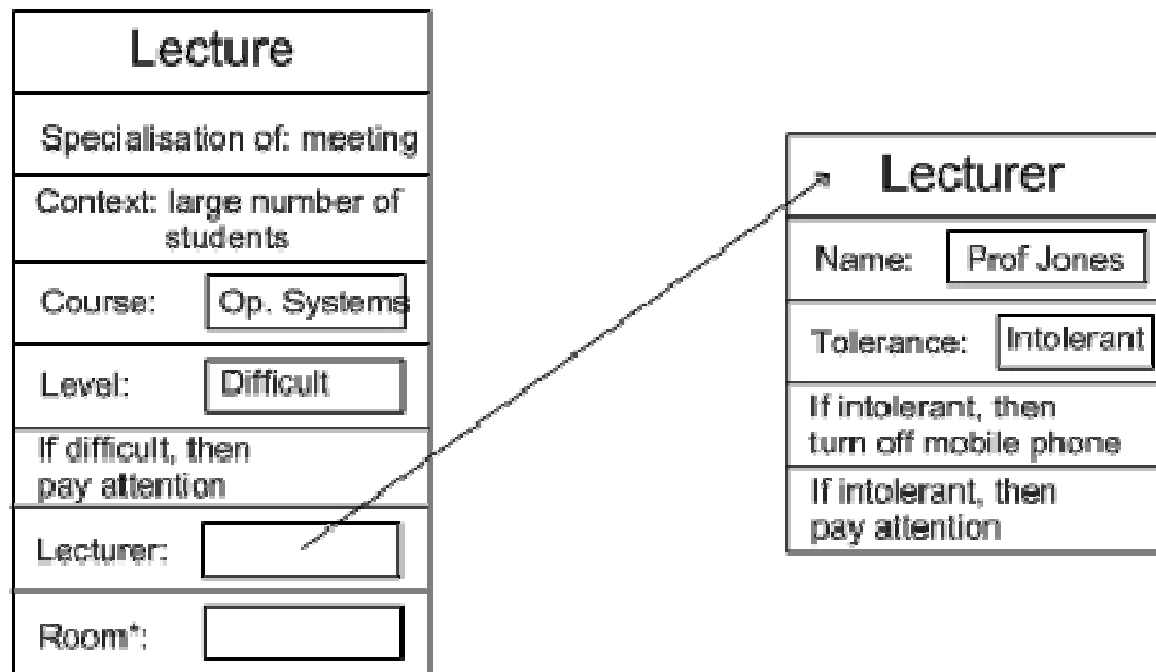 Lecture
Specialisation of: meeting
Context: large number of
students
Course: Op. Systems
Level: Difficult
If difficult, then
pay attention
Lecturer:
Room*:
Lecturer
Name: Prof Jones
Tolerance: Intolerant
If intolerant, then
turn off mobile phone
If intolerant, then
pay attention